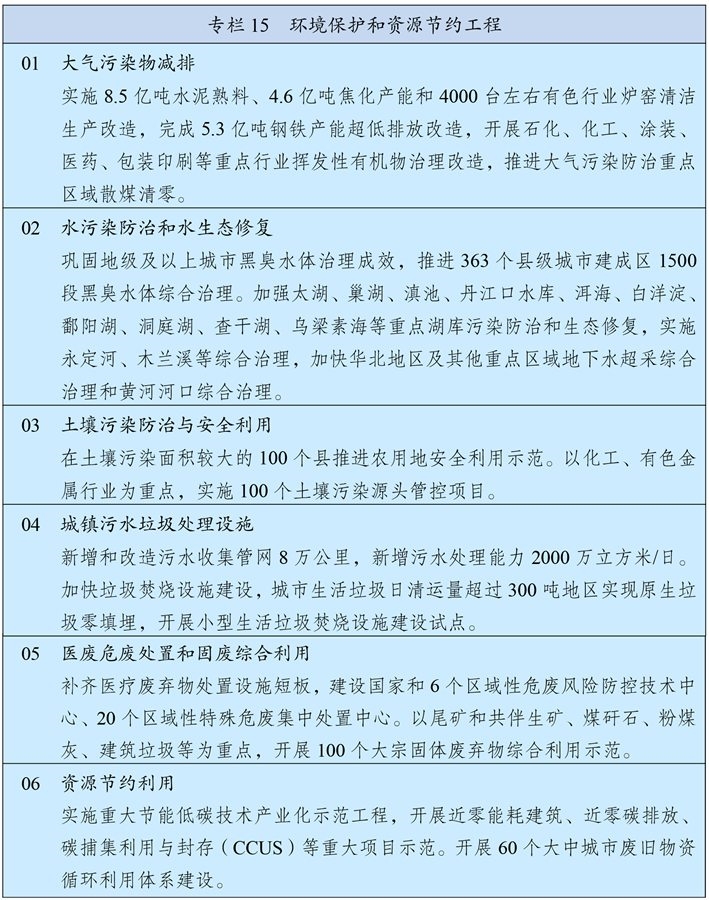 专栏 15 环境保护和资源节约工程
01 大气污染物减排
实施 8.5 亿吨水泥熟料、4.6 亿吨焦化产能和 4000 台左右有色行业炉窑清洁
生产改造，完成 5.3 亿吨钢铁产能超低排放改造，开展石化、化工、涂装、
医药、包装印刷等重点行业挥发性有机物治理改造，推进大气污染防治重点
区域散煤清零。
02 水污染防治和水生态修复
巩固地级及以上城市黑臭水体治理成效，推进 363 个县级城市建成区 1500
段黑臭水体综合治理。加强太湖、巢湖、滇池、丹江口水库、洱海、白洋淀、
鄱阳湖、洞庭湖、查干湖、乌梁素海等重点湖库污染防治和生态修复，实施
永定河、木兰溪等综合治理，加快华北地区及其他重点区域地下水超采综合
治理和黄河河口综合治理。
03 土壤污染防治与安全利用
在土壤污染面积较大的 100 个县推进农用地安全利用示范。以化工、有色金
属行业为重点，实施 100 个土壤污染源头管控项目。
04 城镇污水垃圾处理设施
新增和改造污水收集管网 8 万公里，新增污水处理能力 2000 万立方米/日。
加快垃圾焚烧设施建设，城市生活垃圾日清运量超过 300 吨地区实现原生垃
圾零填埋，开展小型生活垃圾焚烧设施建设试点。
05 医废危废处置和固废综合利用
补齐医疗废弃物处置设施短板，建设国家和 6 个区域性危废风险防控技术中
心、20 个区域性特殊危废集中处置中心。以尾矿和共伴生矿、煤矸石、粉煤
灰、建筑垃圾等为重点，开展 100 个大宗固体废弃物综合利用示范。
06 资源节约利用
实施重大节能低碳技术产业化示范工程，开展近零能耗建筑、近零碳排放、
碳捕集利用与封存（CCUS）等重大项目示范。开展 60 个大中城市废旧物资
循环利用体系建设。